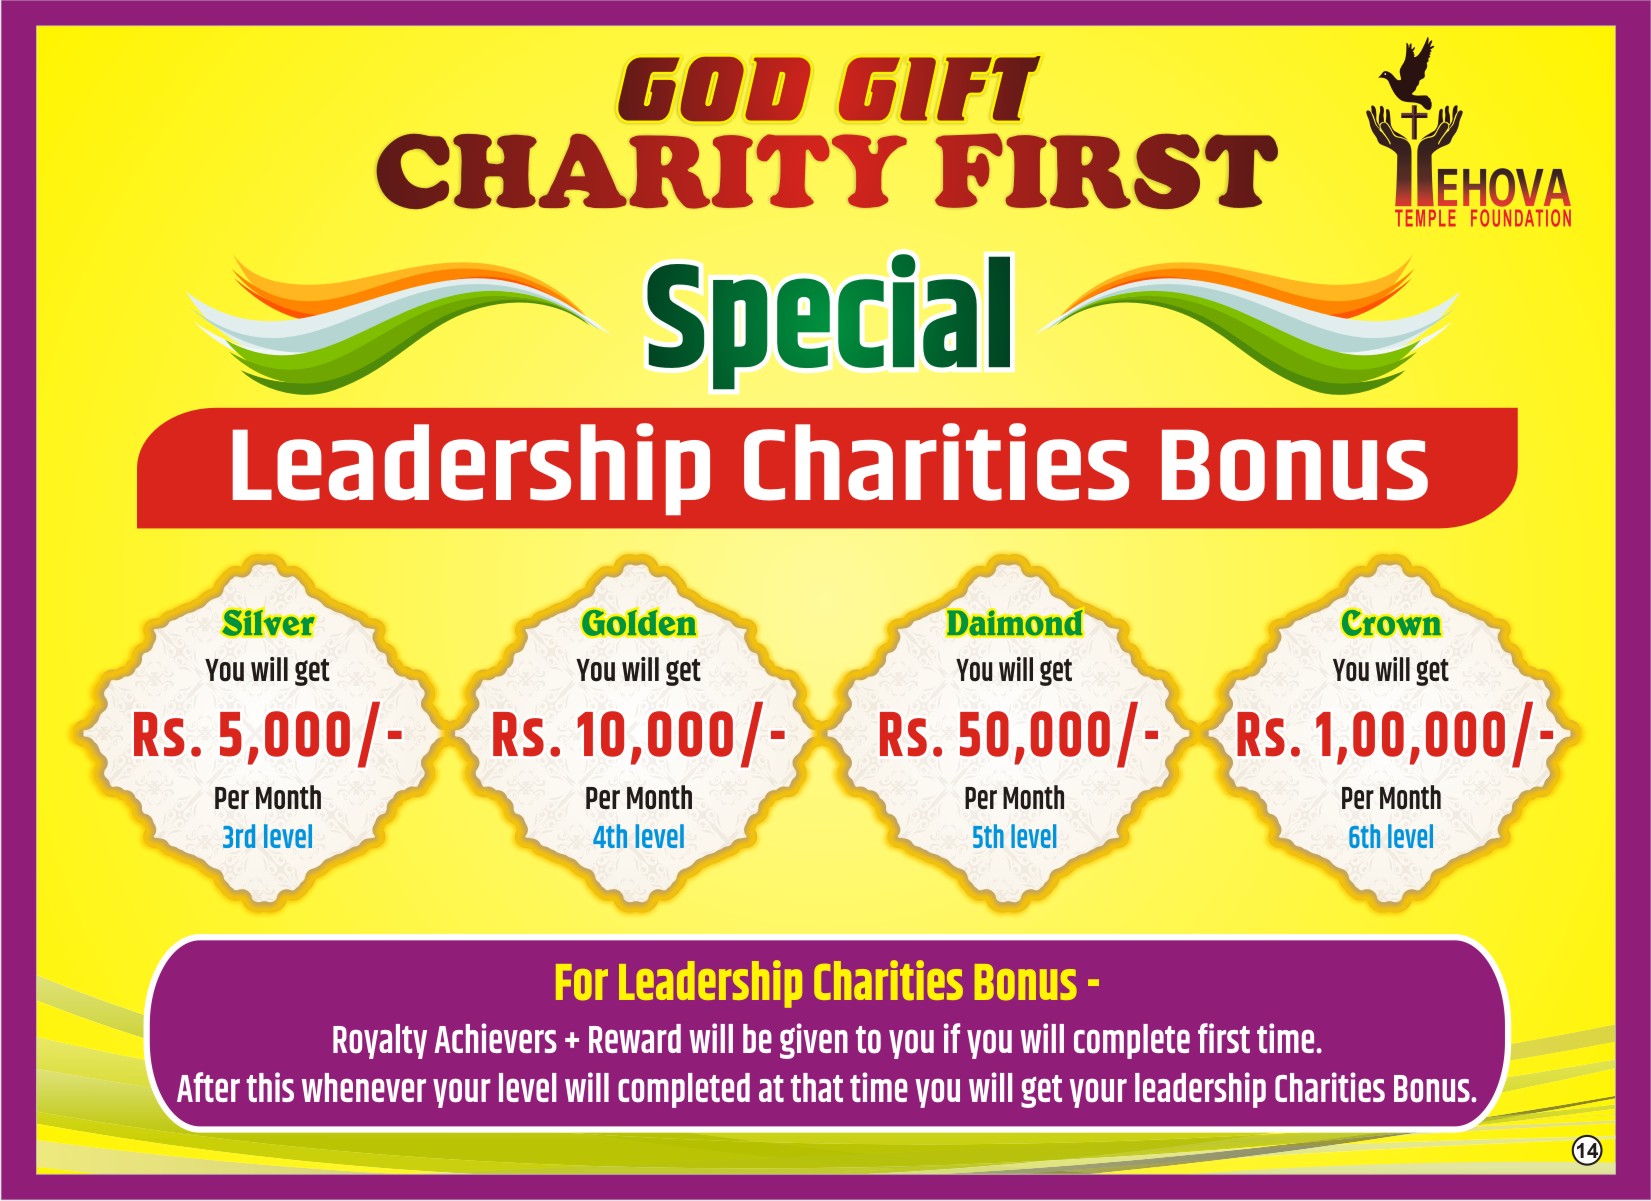 GOD GIFT
CHARITY FIRST
EHOVA
TEMPLE FOUNDATION
Special
Leadership Charities Bonus
Silver
You will get
Rs. 5,000/-
Per Month
3rd level
Golden
You will get
Rs. 10,000/-
Per Month
4th level
Daimond
You will get
Rs. 50,000/-
Per Month
5th level
Crown
You will get
Rs. 1,00,000/-
Per Month
6th level
For Leadership Charities Bonus -
Royalty Achievers + Reward will be given to you if you will complete first time.
After this whenever your level will completed at that time you will get your leadership Charities Bonus.
14